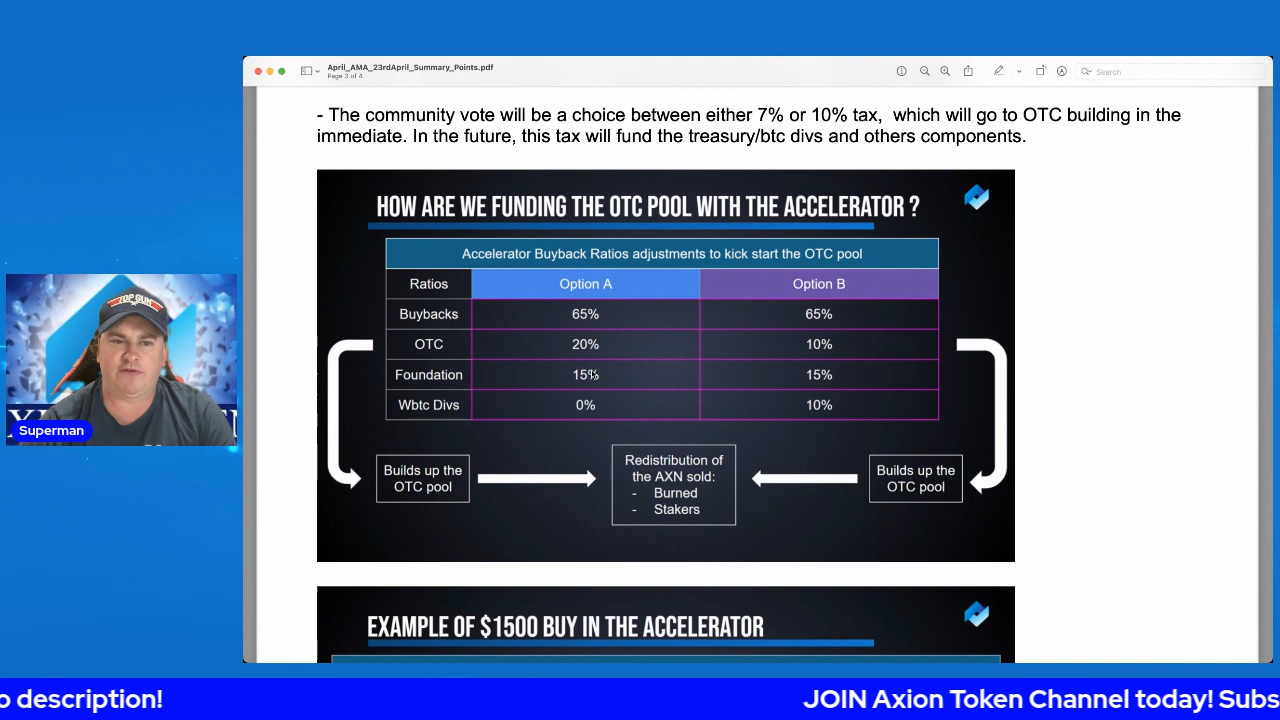 April_AMA_23rdApril_Summary_Points.pdf
Page 3 of 4
Search
- The community vote will be a choice between either 7% or 10% tax, which will go to OTC building in the
immediate. In the future, this tax will fund the treasury/btc divs and others components.
HOW ARE WE FUNDING THE OTC POOL WITH THE ACCELERATOR ?
Accelerator Buyback Ratios adjustments to kick start the OTC pool
Ratios Option A Option B
Buybacks 65% 65%
OTC 20% 10%
Foundation 15% 15%
Wbtc Divs 0% 10%
Builds up the
OTC pool
Redistribution of
the AXN sold:
- Burned
- Stakers
Builds up the
OTC pool
EXAMPLE OF $1500 BUY IN THE ACCELERATOR
TOP GUN
Superman
o description!
JOIN Axion Token Channel today! Subs